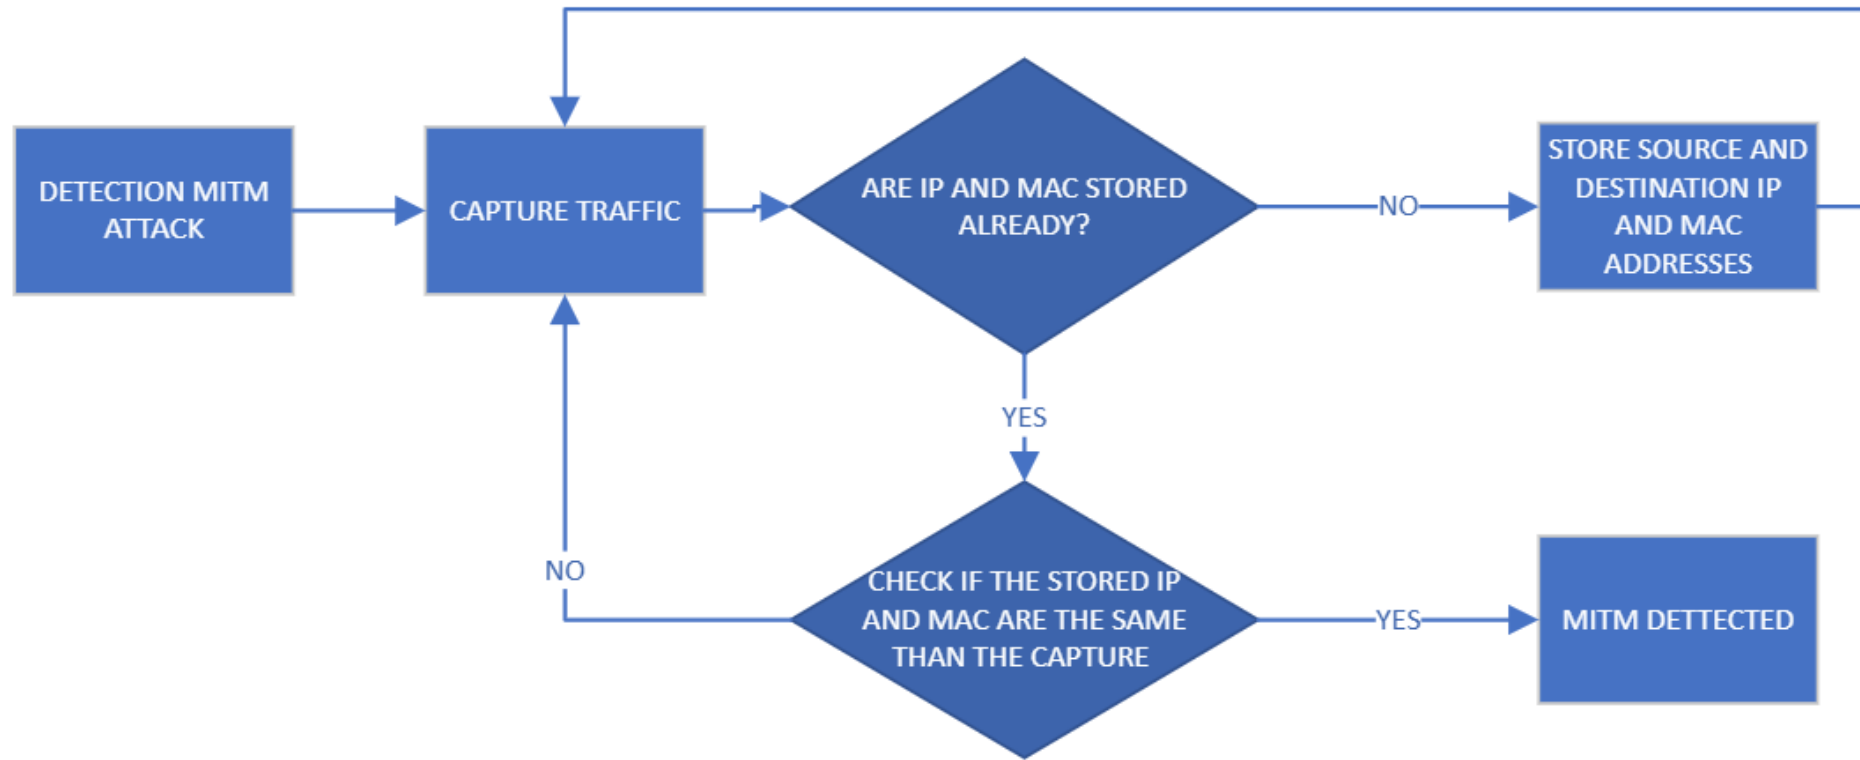 DETECTION MITM
ATTACK
CAPTURE TRAFFIC
ARE IP AND MAC STORED
ALREADY?
NO
STORE SOURCE AND
DESTINATION IP
AND MAC
ADDRESSES
YES
NO
CHECK IF THE STORED IP
AND MAC ARE THE SAME
THAN THE CAPTURE
YES
MITM DETTECTED